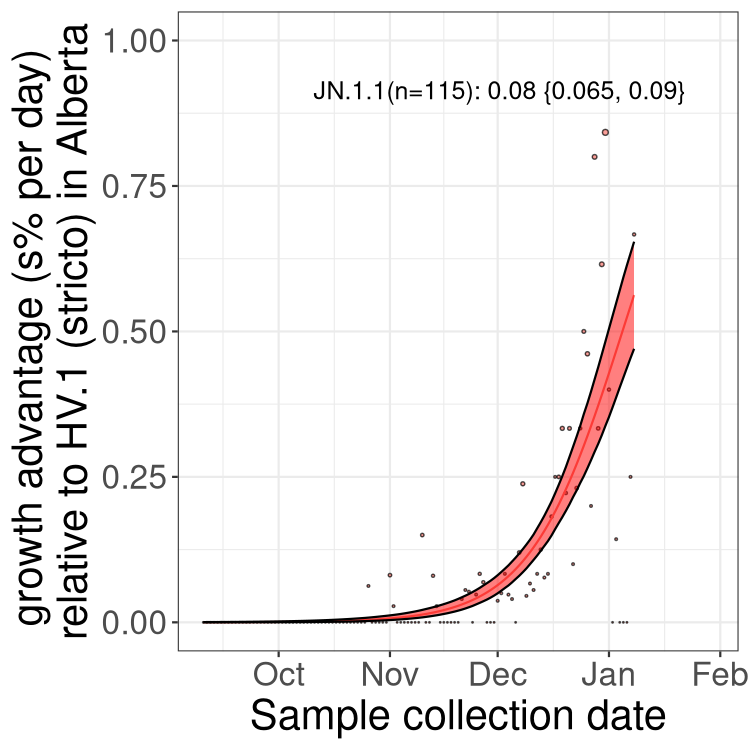 growth advantage (s% per day)
relative to HV.1 (stricto) in Alberta
1.00
0.75
0.50
0.25
0.00
JN.1.1(n=115): 0.08 {0.065, 0.09}
Oct Nov Dec Jan Feb
Sample collection date